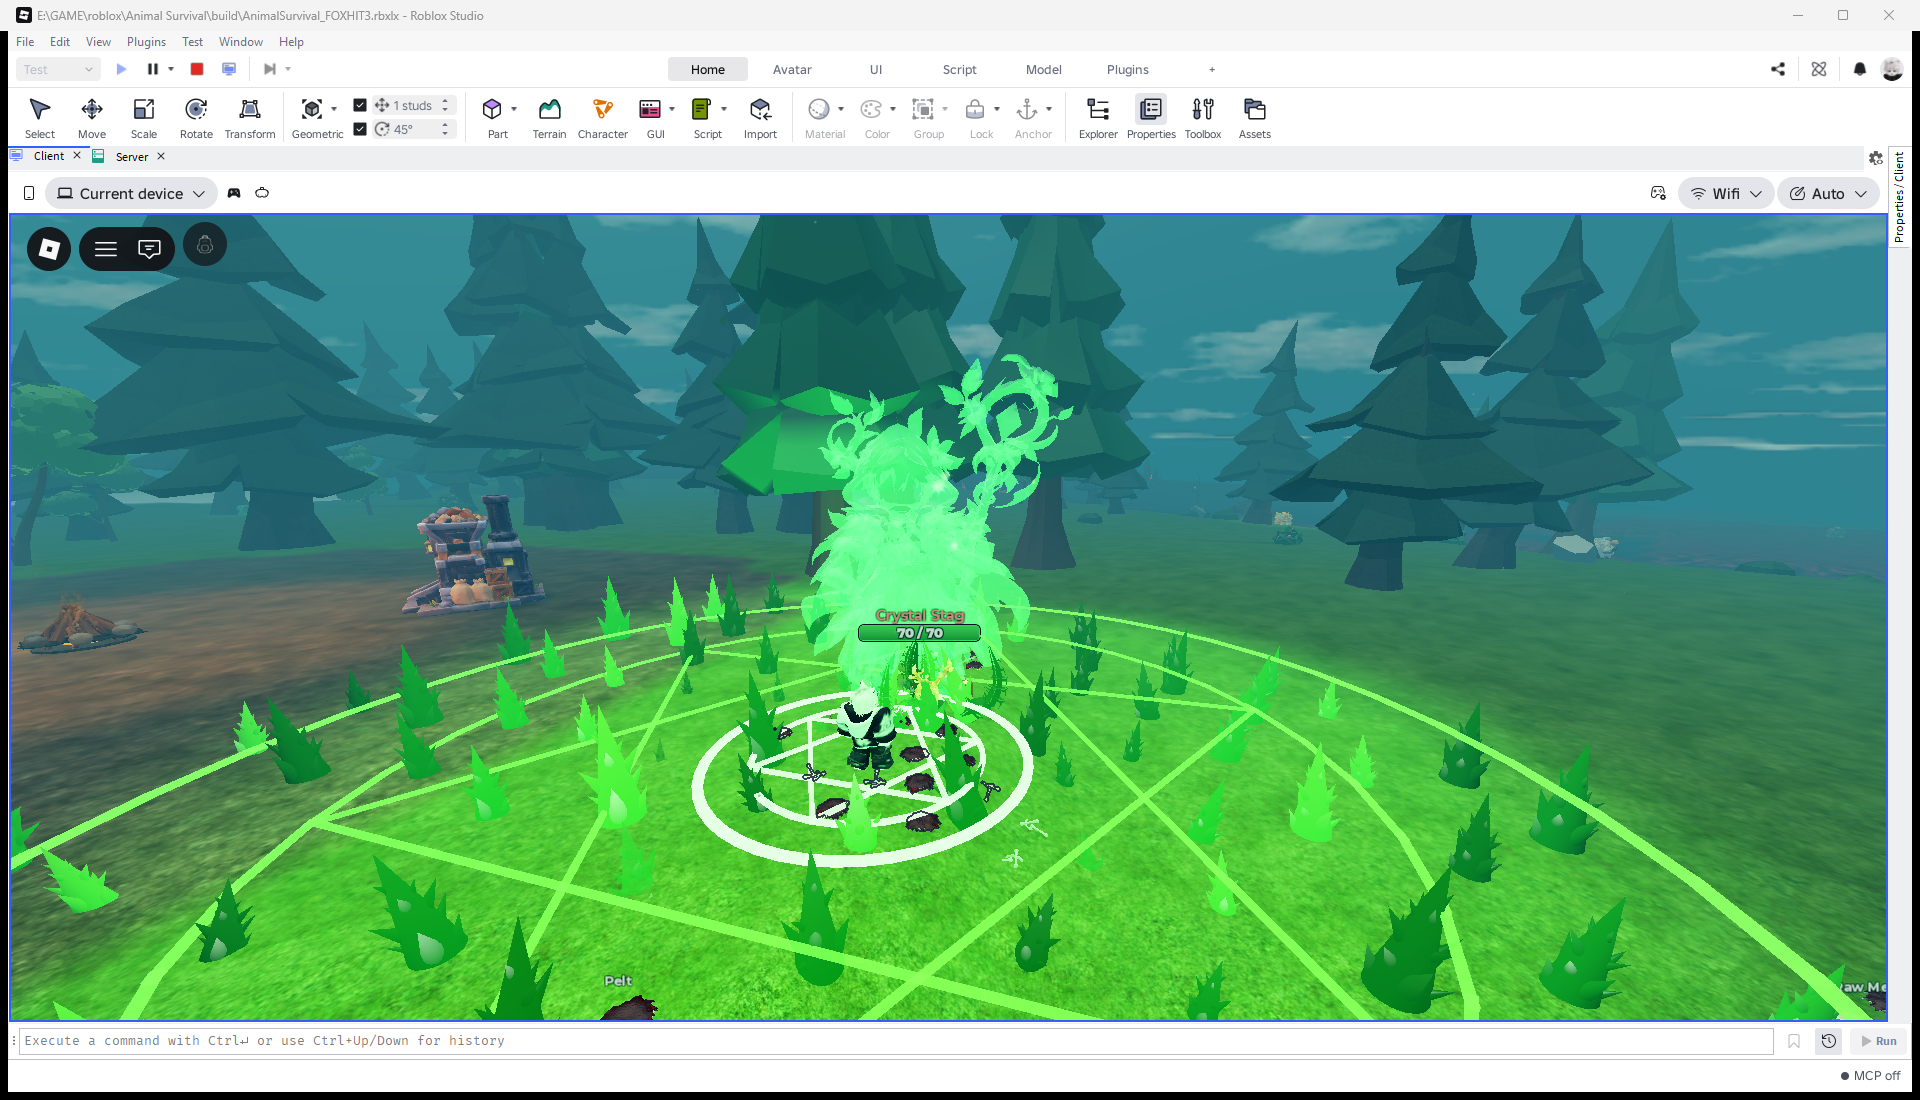 E:\GAME\roblox\Animal Survival\build\AnimalSurvival_FOXHIT3.rbxlx - Roblox Studio
File Edit View Plugins Test Window Help
Test
Home Avatar UI Script Model Plugins +
1 studs
45°
Select Move Scale Rotate Transform Geometric Part Terrain Character GUI Script Import Material Color Group Lock Anchor Explorer Properties Toolbox Assets
Client Server
Properties / Client
Current device
Wifi
Auto
Crystal Stag
70 / 70
Pelt
Execute a command with Ctrl↵ or use Ctrl+Up/Down for history
Run
MCP off